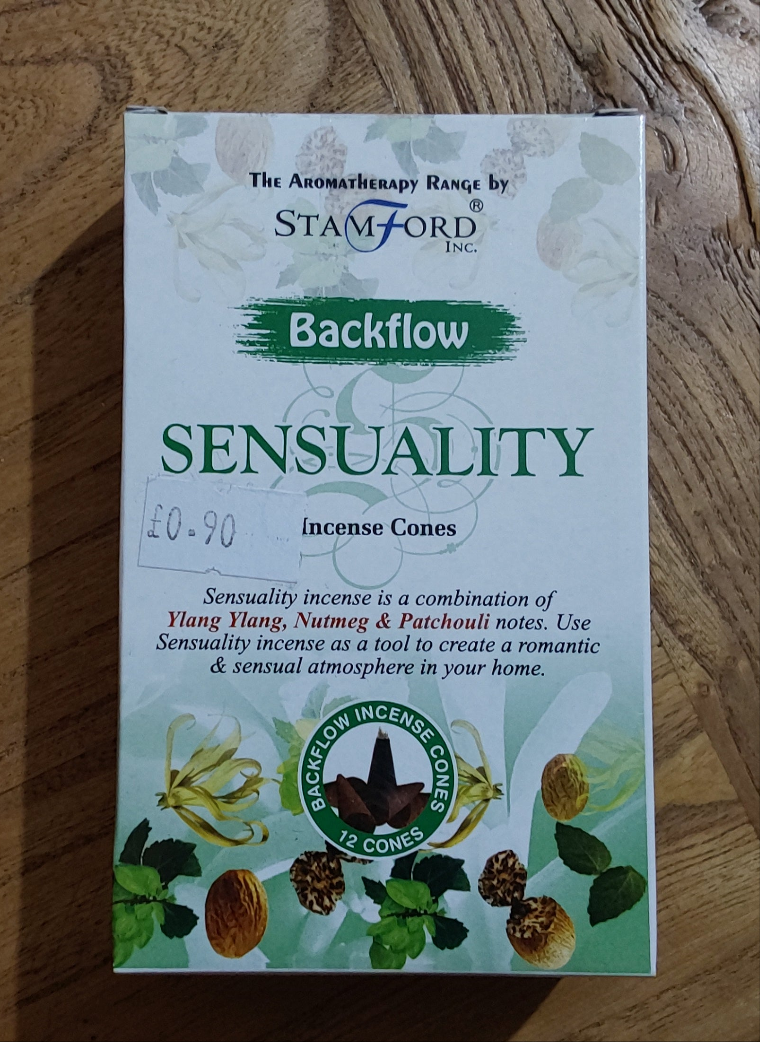 The Aromatherapy Range by
STAMFORD®
INC.
Backflow
SENSUALITY
£0.90
Incense Cones
Sensuality incense is a combination of
Ylang Ylang, Nutmeg & Patchouli notes. Use
Sensuality incense as a tool to create a romantic
& sensual atmosphere in your home.
BACKFLOW INCENSE CONES
12 CONES